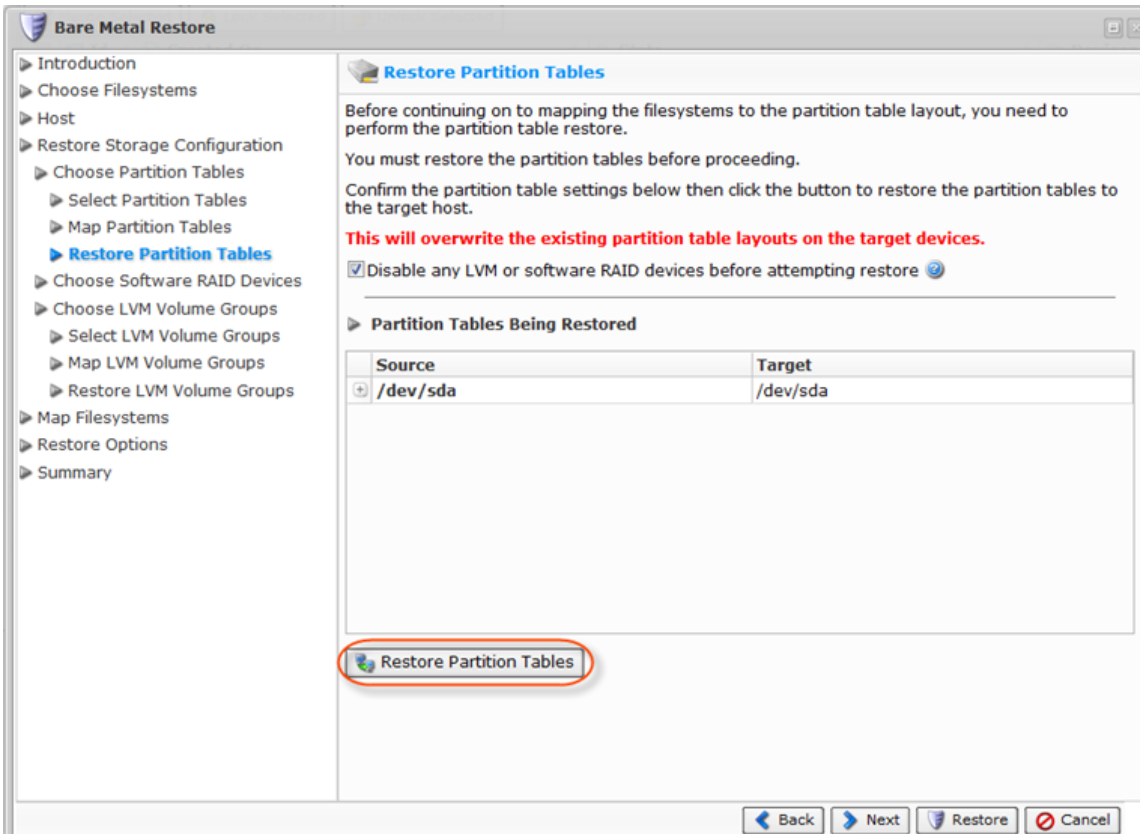 Bare Metal Restore
Introduction
Choose Filesystems
Host
Restore Storage Configuration
Choose Partition Tables
Select Partition Tables
Map Partition Tables
Restore Partition Tables
Choose Software RAID Devices
Choose LVM Volume Groups
Select LVM Volume Groups
Map LVM Volume Groups
Restore LVM Volume Groups
Map Filesystems
Restore Options
Summary
Restore Partition Tables
Before continuing on to mapping the filesystems to the partition table layout, you need to
perform the partition table restore.
You must restore the partition tables before proceeding.
Confirm the partition table settings below then click the button to restore the partition tables to
the target host.
This will overwrite the existing partition table layouts on the target devices.
Disable any LVM or software RAID devices before attempting restore
Partition Tables Being Restored
Source Target
/dev/sda /dev/sda
Restore Partition Tables
Back Next Restore Cancel